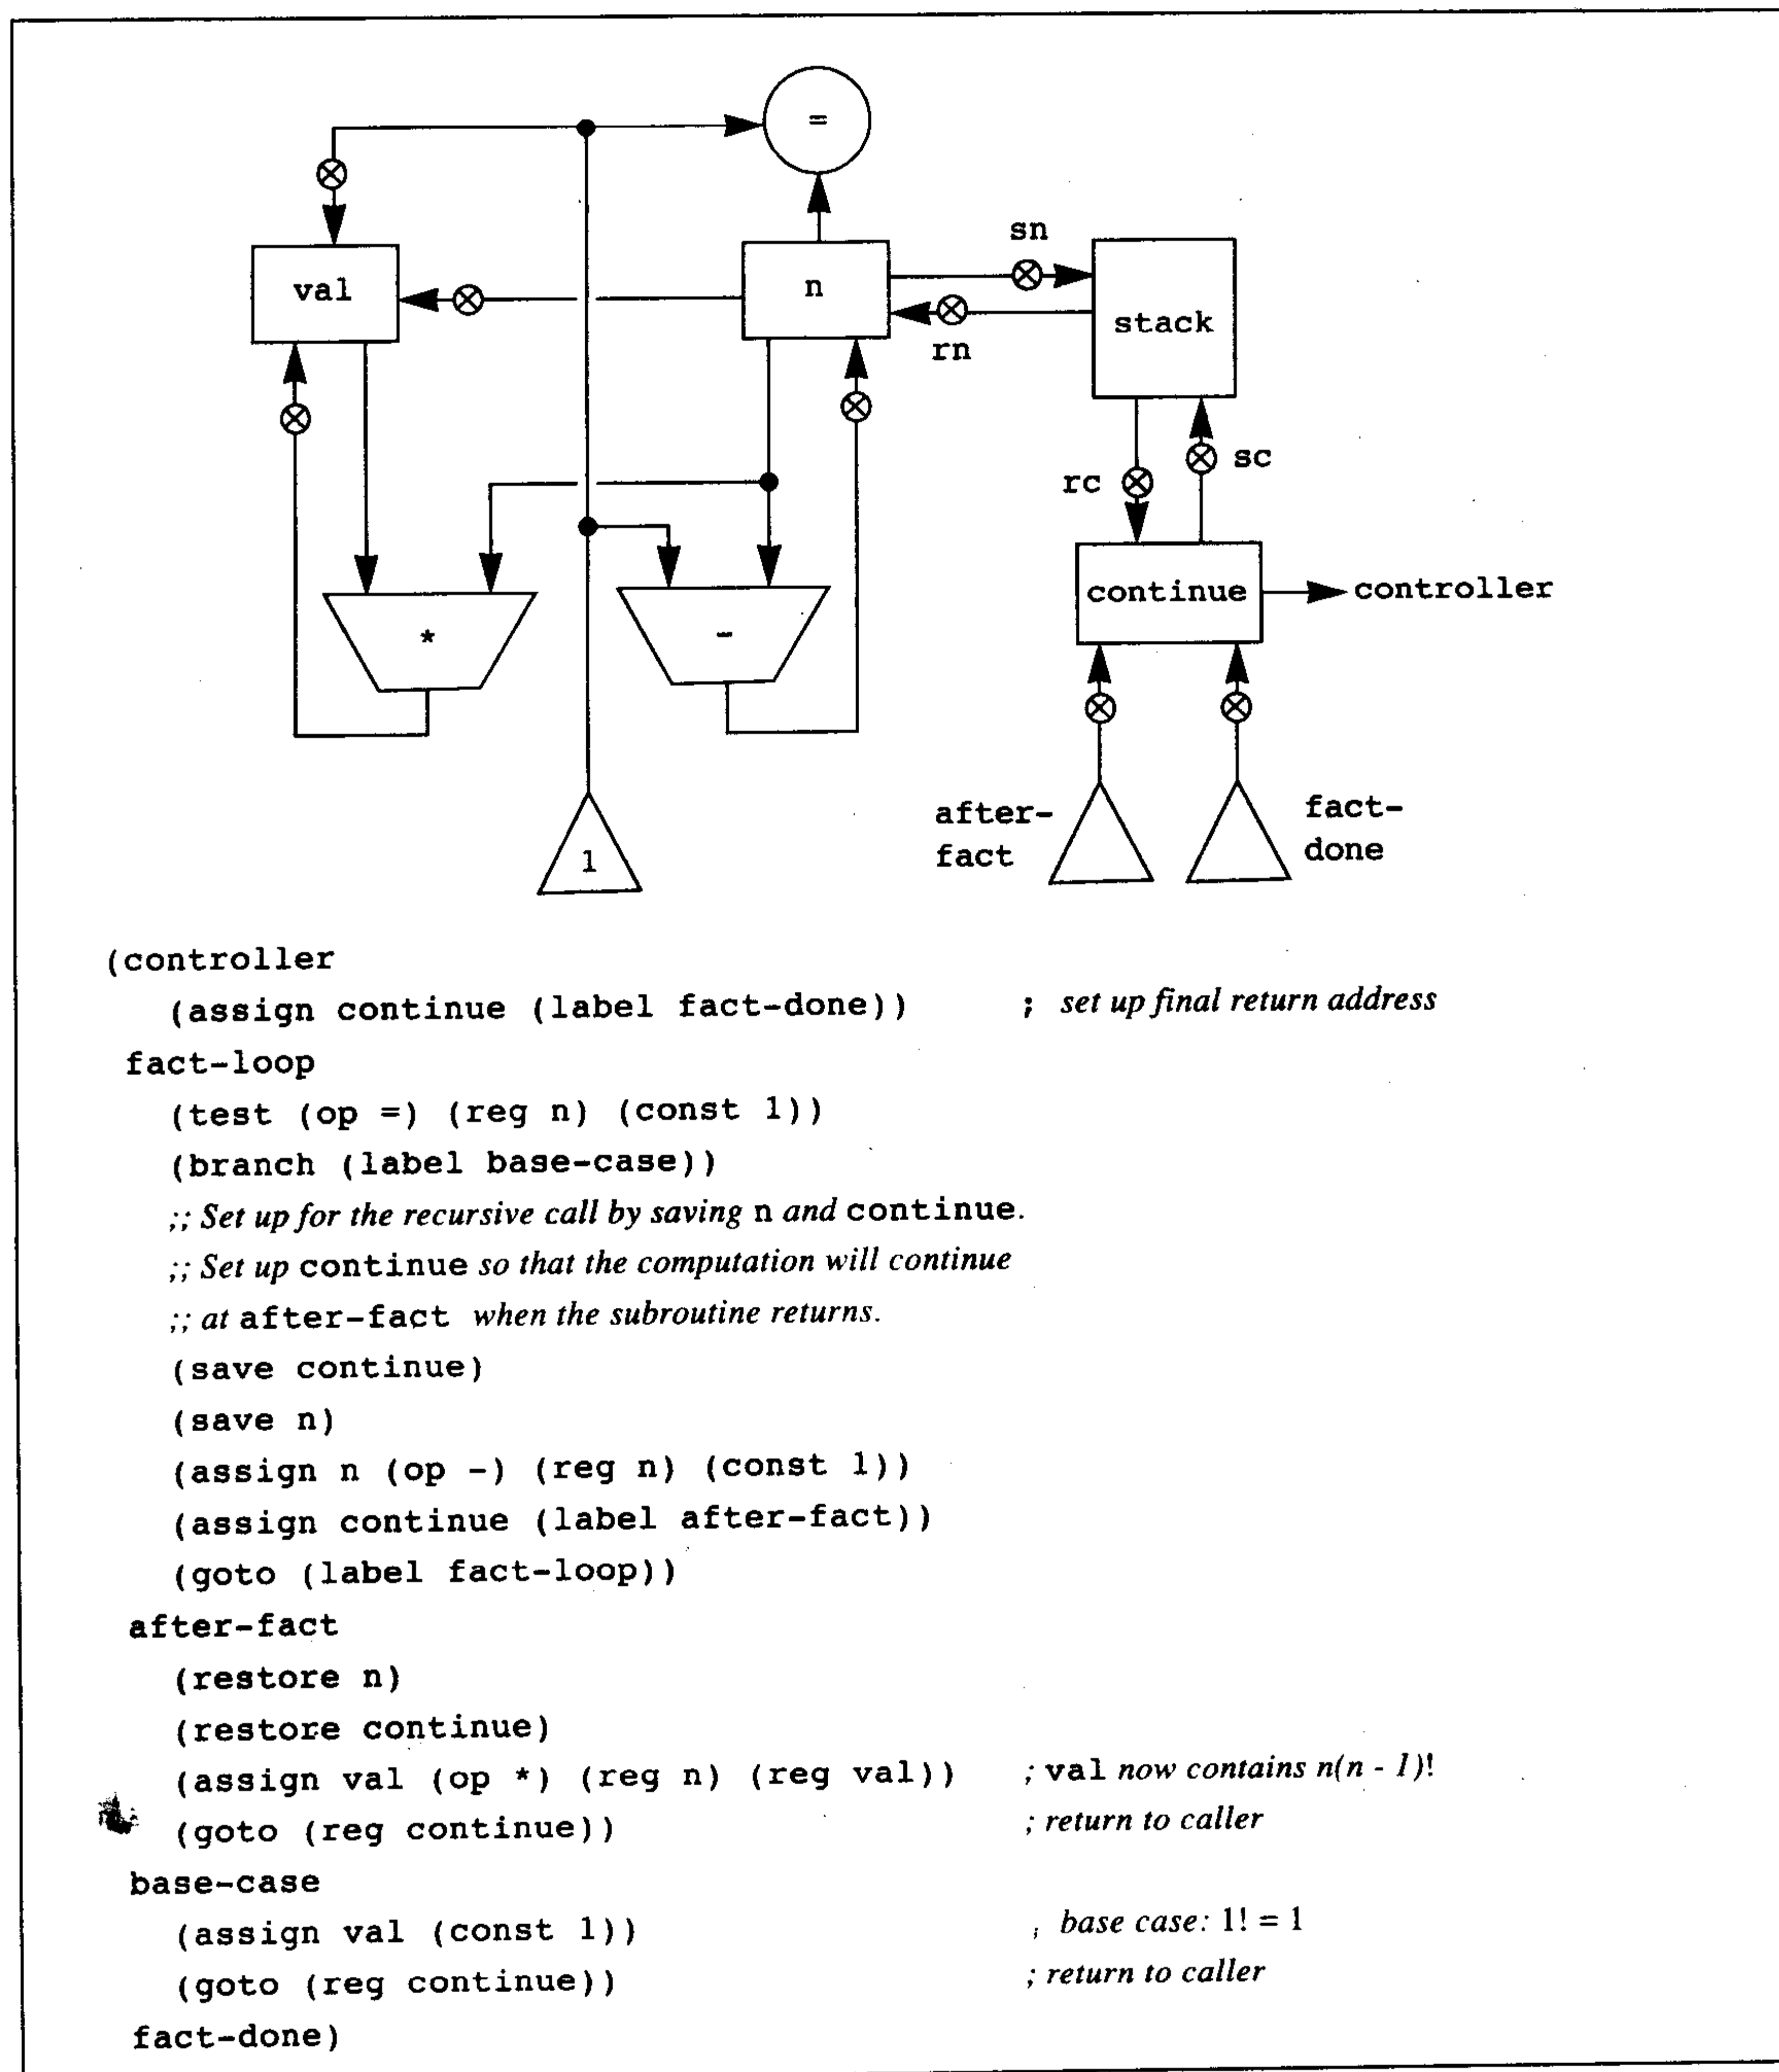 =
sn
val
n
stack
rn
sc
rc
continue
controller
*
-
after-
fact
fact-
done
1
(controller
(assign continue (label fact-done)) ; set up final return address
fact-loop
(test (op =) (reg n) (const 1))
(branch (label base-case))
;; Set up for the recursive call by saving n and continue.
;; Set up continue so that the computation will continue
;; at after-fact when the subroutine returns.
(save continue)
(save n)
(assign n (op -) (reg n) (const 1))
(assign continue (label after-fact))
(goto (label fact-loop))
after-fact
(restore n)
(restore continue)
(assign val (op *) (reg n) (reg val)) ; val now contains n(n - 1)!
(goto (reg continue)) ; return to caller
base-case
(assign val (const 1)) ; base case: 1! = 1
(goto (reg continue)) ; return to caller
fact-done)